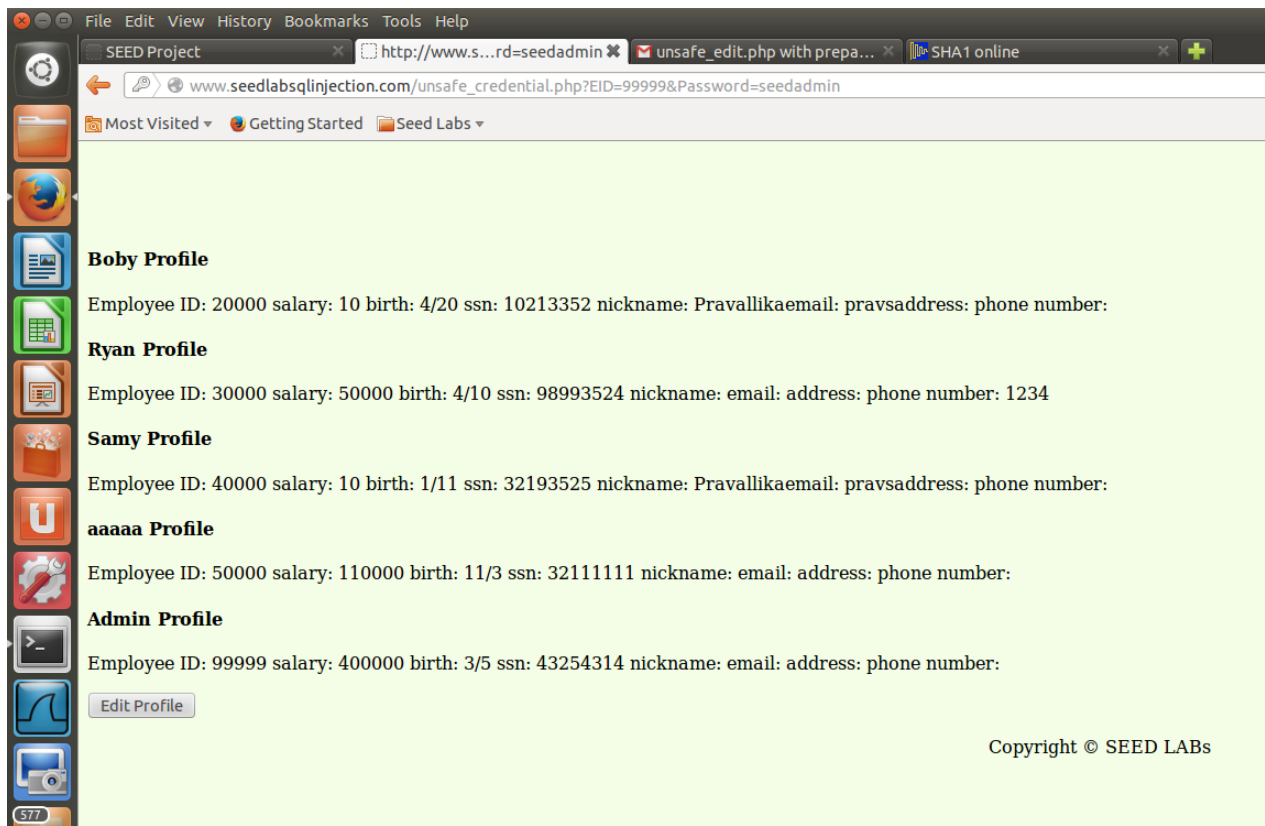 File Edit View History Bookmarks Tools Help
SEED Project
http://www.s...rd=seedadmin
unsafe_edit.php with prepa...
SHA1 online
www.seedlabsqlinjection.com/unsafe_credential.php?EID=99999&Password=seedadmin
Most Visited Getting Started Seed Labs
Boby Profile
Employee ID: 20000 salary: 10 birth: 4/20 ssn: 10213352 nickname: Pravallikaemail: pravsaddress: phone number:
Ryan Profile
Employee ID: 30000 salary: 50000 birth: 4/10 ssn: 98993524 nickname: email: address: phone number: 1234
Samy Profile
Employee ID: 40000 salary: 10 birth: 1/11 ssn: 32193525 nickname: Pravallikaemail: pravsaddress: phone number:
aaaaa Profile
Employee ID: 50000 salary: 110000 birth: 11/3 ssn: 32111111 nickname: email: address: phone number:
Admin Profile
Employee ID: 99999 salary: 400000 birth: 3/5 ssn: 43254314 nickname: email: address: phone number:
Edit Profile
Copyright © SEED LABs
577